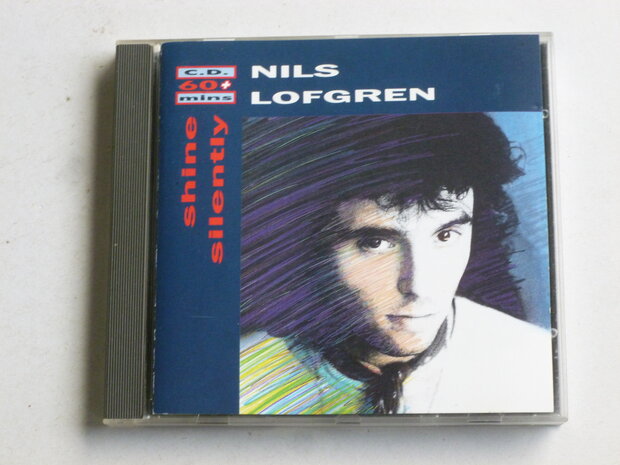 C.D.
60+
mins
NILS
LOFGREN
shine
silently